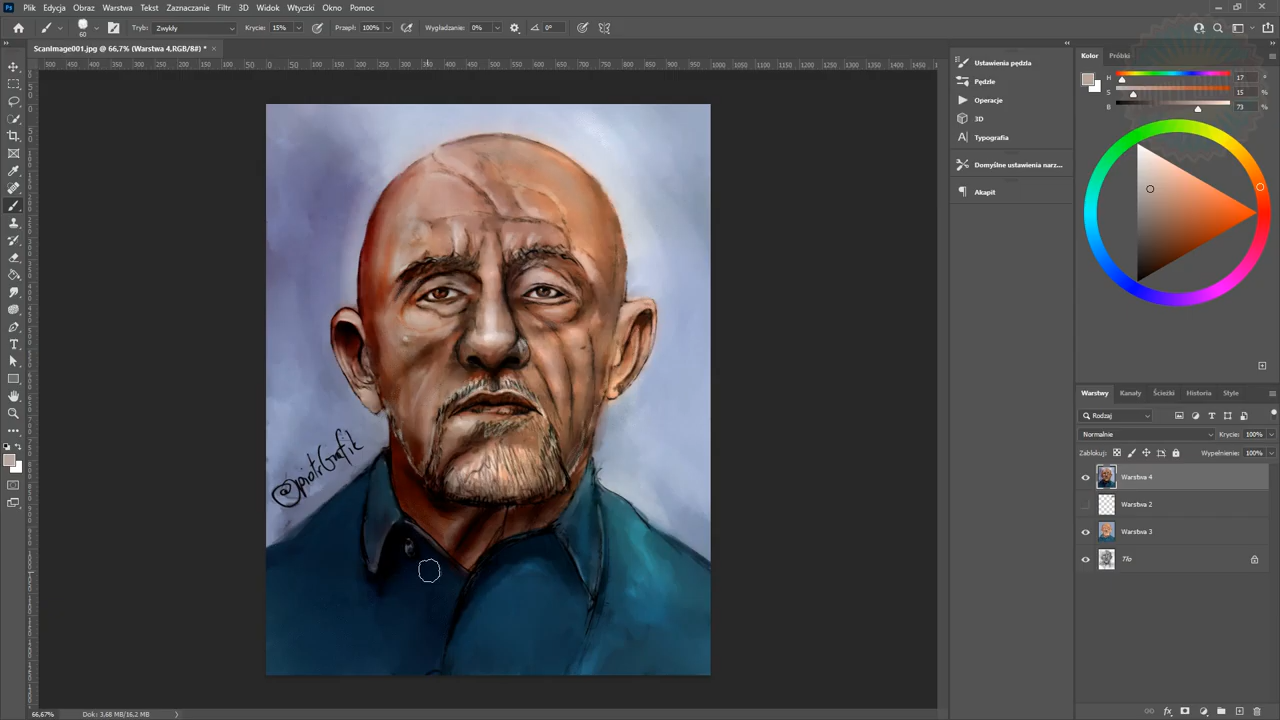 Plik Edycja Obraz Warstwa Tekst Zaznaczanie Filtr 3D Widok Wtyczki Okno Pomoc
60 Tryb: Zwykły Krycie: 15% Przepł: 100% Wygładzanie: 0% 0°
ScanImage001.jpg @ 66,7% (Warstwa 4,RGB/8#) *
Ustawienia pędzla
Pędzle
Operacje
3D
Typografia
Domyślne ustawienia narz...
Akapit
Kolor Próbki
H 17 °
S 15 %
B 73 %
Warstwy Kanały Ścieżki Historia Style
Rodzaj
Normalnie Krycie: 100%
Zablokuj: Wypełnienie: 100%
Warstwa 4
Warstwa 2
Warstwa 3
Tło
@piotrGrafik
66,67% Dok: 3,68 MB/16,2 MB